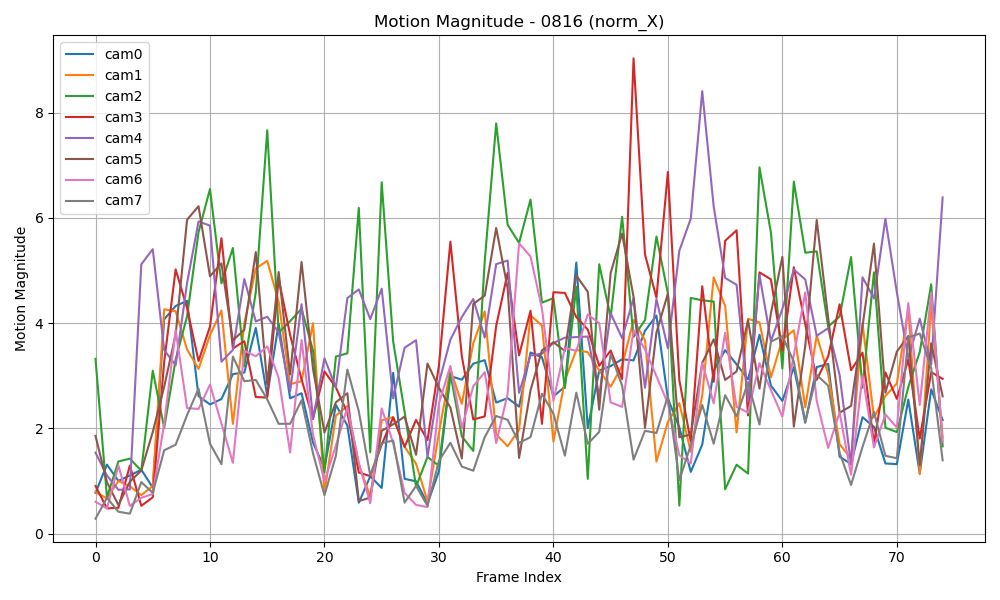 Motion Magnitude - 0816 (norm_X)
cam0
cam1
cam2
cam3
cam4
cam5
cam6
cam7
Motion Magnitude
8
6
4
2
0
0 10 20 30 40 50 60 70
Frame Index